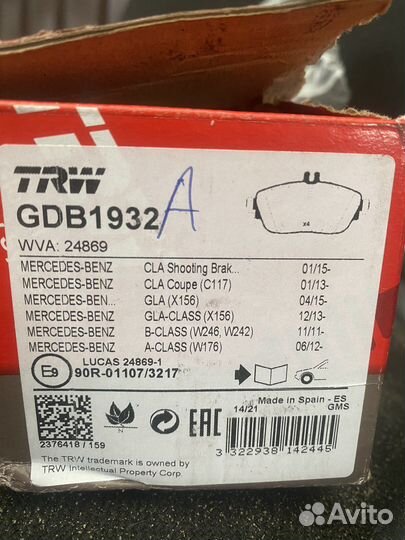 TRW
GDB1932 A
WVA: 24869
x4
MERCEDES-BENZ CLA Shooting Brak... 01/15-
MERCEDES-BENZ CLA Coupe (C117) 01/13-
MERCEDES-BEN... GLA (X156) 04/15-
MERCEDES-BENZ GLA-CLASS (X156) 12/13-
MERCEDES-BENZ B-CLASS (W246, W242) 11/11-
MERCEDES-BENZ A-CLASS (W176) 06/12-
LUCAS 24869-1
E9 90R-01107/3217
Made in Spain - ES
14/21 GMS
N
EAC
2376418 / 159
3 322938 142445
The TRW trademark is owned by
TRW Intellectual Property Corp.
Avito